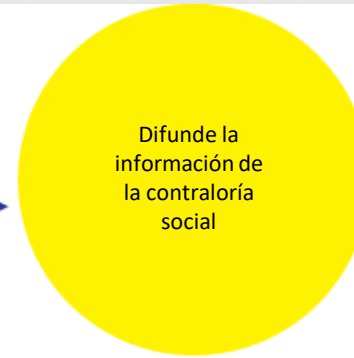 Difunde la
información de
la contraloría
social